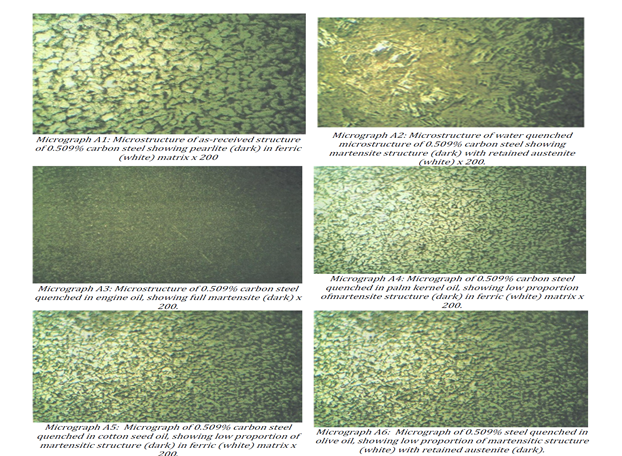 Micrograph A1: Microstructure of as-received structure
of 0.509% carbon steel showing pearlite (dark) in ferric
(white) matrix x 200
Micrograph A2: Microstructure of water quenched
microstructure of 0.509% carbon steel showing
martensite structure (dark) with retained austenite
(white) x 200.
Micrograph A3: Microstructure of 0.509% carbon steel
quenched in engine oil, showing full martensite (dark) x
200.
Micrograph A4: Micrograph of 0.509% carbon steel
quenched in palm kernel oil, showing low proportion
ofmartensite structure (dark) in ferric (white) matrix x
200.
Micrograph A5: Micrograph of 0.509% carbon steel
quenched in cotton seed oil, showing low proportion of
martensitic structure (dark) in ferric (white) matrix x
200.
Micrograph A6: Micrograph of 0.509% steel quenched in
olive oil, showing low proportion of martensitic structure
(white) with retained austenite (dark).